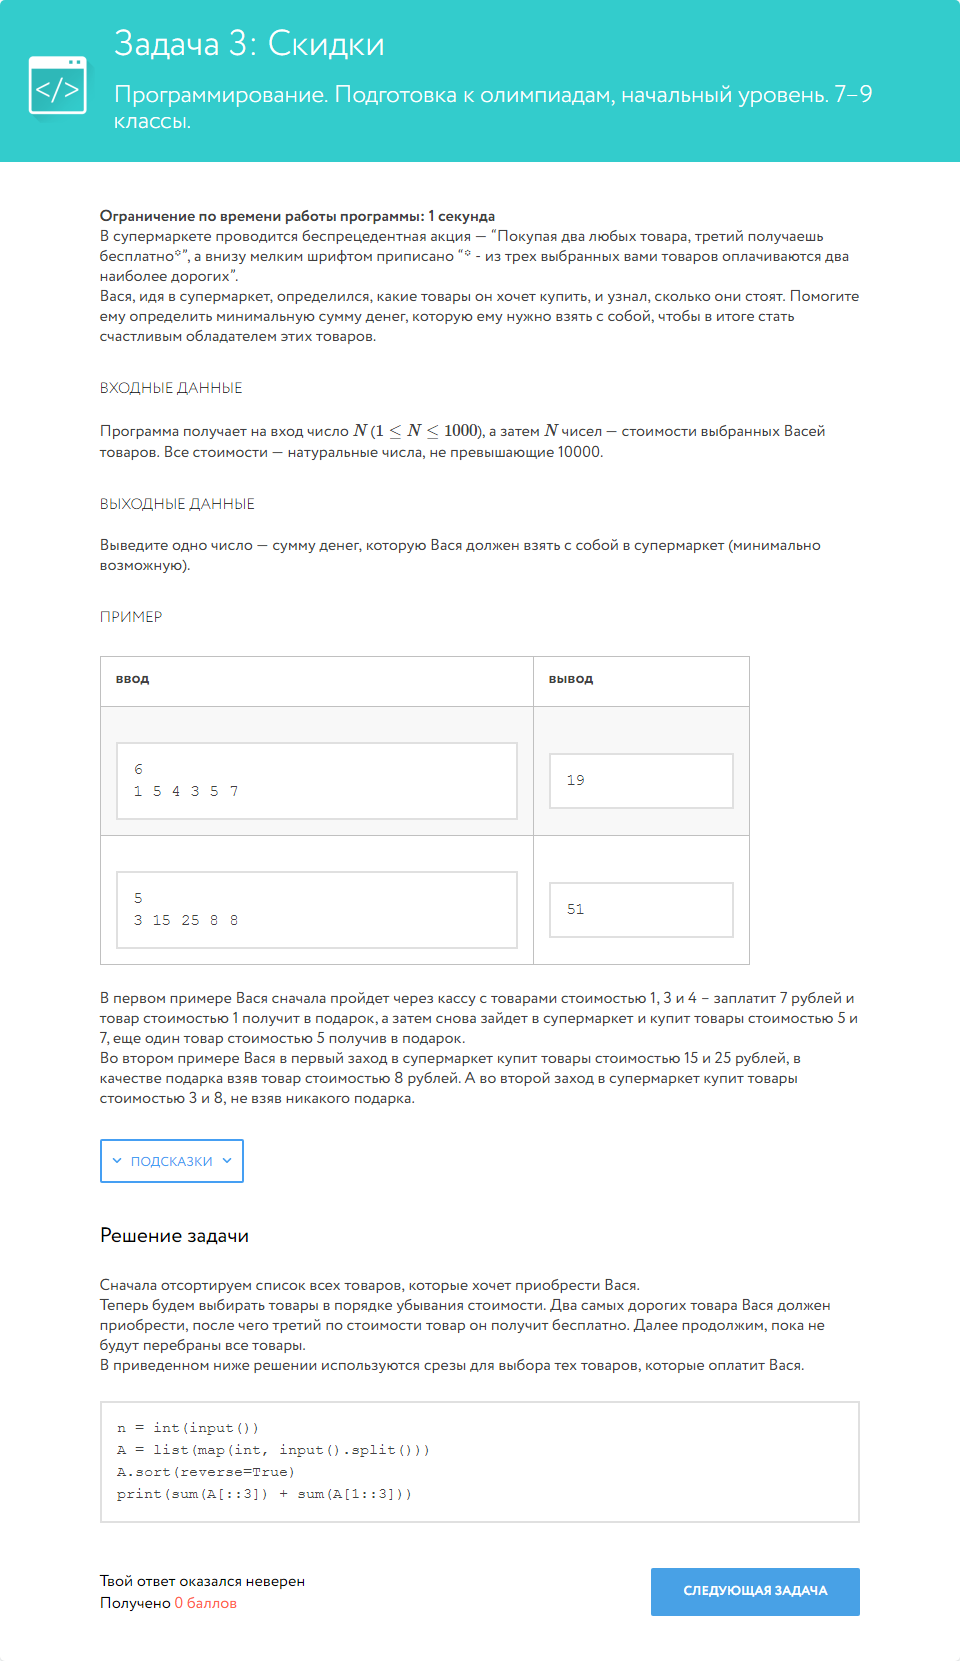 </>
Задача 3: Скидки
Программирование. Подготовка к олимпиадам, начальный уровень. 7–9
классы.
Ограничение по времени работы программы: 1 секунда
В супермаркете проводится беспрецедентная акция — “Покупая два любых товара, третий получаешь
бесплатно*”, а внизу мелким шрифтом приписано “* - из трех выбранных вами товаров оплачиваются два
наиболее дорогих”.
Вася, идя в супермаркет, определился, какие товары он хочет купить, и узнал, сколько они стоят. Помогите
ему определить минимальную сумму денег, которую ему нужно взять с собой, чтобы в итоге стать
счастливым обладателем этих товаров.
ВХОДНЫЕ ДАННЫЕ
Программа получает на вход число N (1 ≤ N ≤ 1000), а затем N чисел — стоимости выбранных Васей
товаров. Все стоимости — натуральные числа, не превышающие 10000.
ВЫХОДНЫЕ ДАННЫЕ
Выведите одно число — сумму денег, которую Вася должен взять с собой в супермаркет (минимально
возможную).
ПРИМЕР
ввод вывод
6
1 5 4 3 5 7
19
5
3 15 25 8 8
51
В первом примере Вася сначала пройдет через кассу с товарами стоимостью 1, 3 и 4 – заплатит 7 рублей и
товар стоимостью 1 получит в подарок, а затем снова зайдет в супермаркет и купит товары стоимостью 5 и
7, еще один товар стоимостью 5 получив в подарок.
Во втором примере Вася в первый заход в супермаркет купит товары стоимостью 15 и 25 рублей, в
качестве подарка взяв товар стоимостью 8 рублей. А во второй заход в супермаркет купит товары
стоимостью 3 и 8, не взяв никакого подарка.
ПОДСКАЗКИ
Решение задачи
Сначала отсортируем список всех товаров, которые хочет приобрести Вася.
Теперь будем выбирать товары в порядке убывания стоимости. Два самых дорогих товара Вася должен
приобрести, после чего третий по стоимости товар он получит бесплатно. Далее продолжим, пока не
будут перебраны все товары.
В приведенном ниже решении используются срезы для выбора тех товаров, которые оплатит Вася.
n = int(input())
A = list(map(int, input().split()))
A.sort(reverse=True)
print(sum(A[::3]) + sum(A[1::3]))
Твой ответ оказался неверен
Получено 0 баллов
СЛЕДУЮЩАЯ ЗАДАЧА